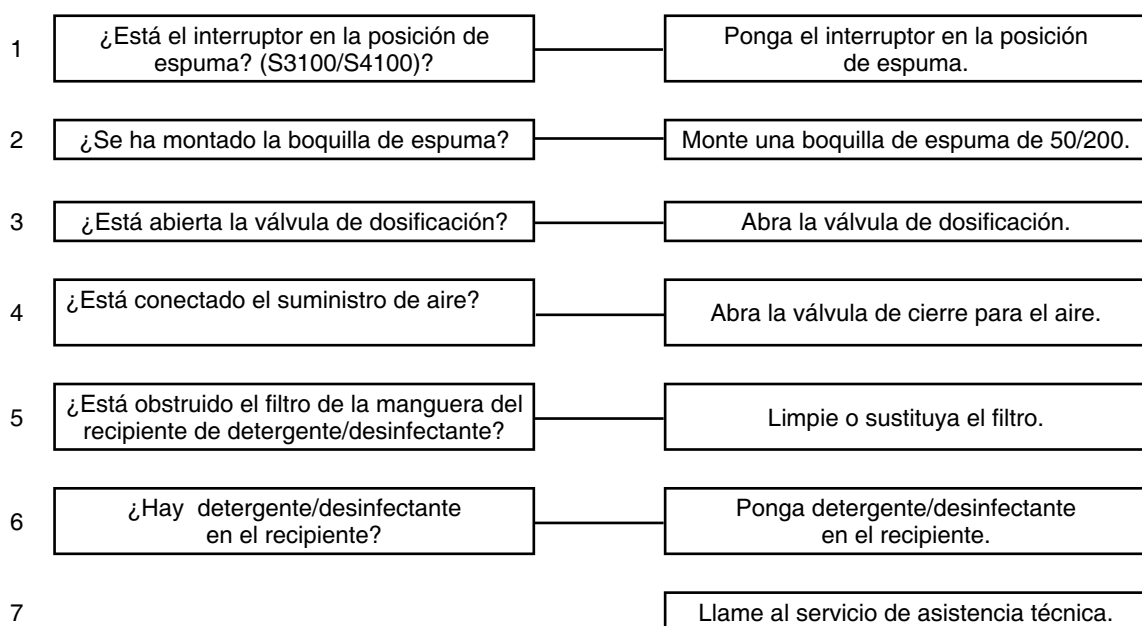 1
¿Está el interruptor en la posición de
espuma? (S3100/S4100)?
Ponga el interruptor en la posición
de espuma.
2
¿Se ha montado la boquilla de espuma?
Monte una boquilla de espuma de 50/200.
3
¿Está abierta la válvula de dosificación?
Abra la válvula de dosificación.
4
¿Está conectado el suministro de aire?
Abra la válvula de cierre para el aire.
5
¿Está obstruido el filtro de la manguera del
recipiente de detergente/desinfectante?
Limpie o sustituya el filtro.
6
¿Hay detergente/desinfectante
en el recipiente?
Ponga detergente/desinfectante
en el recipiente.
7
Llame al servicio de asistencia técnica.